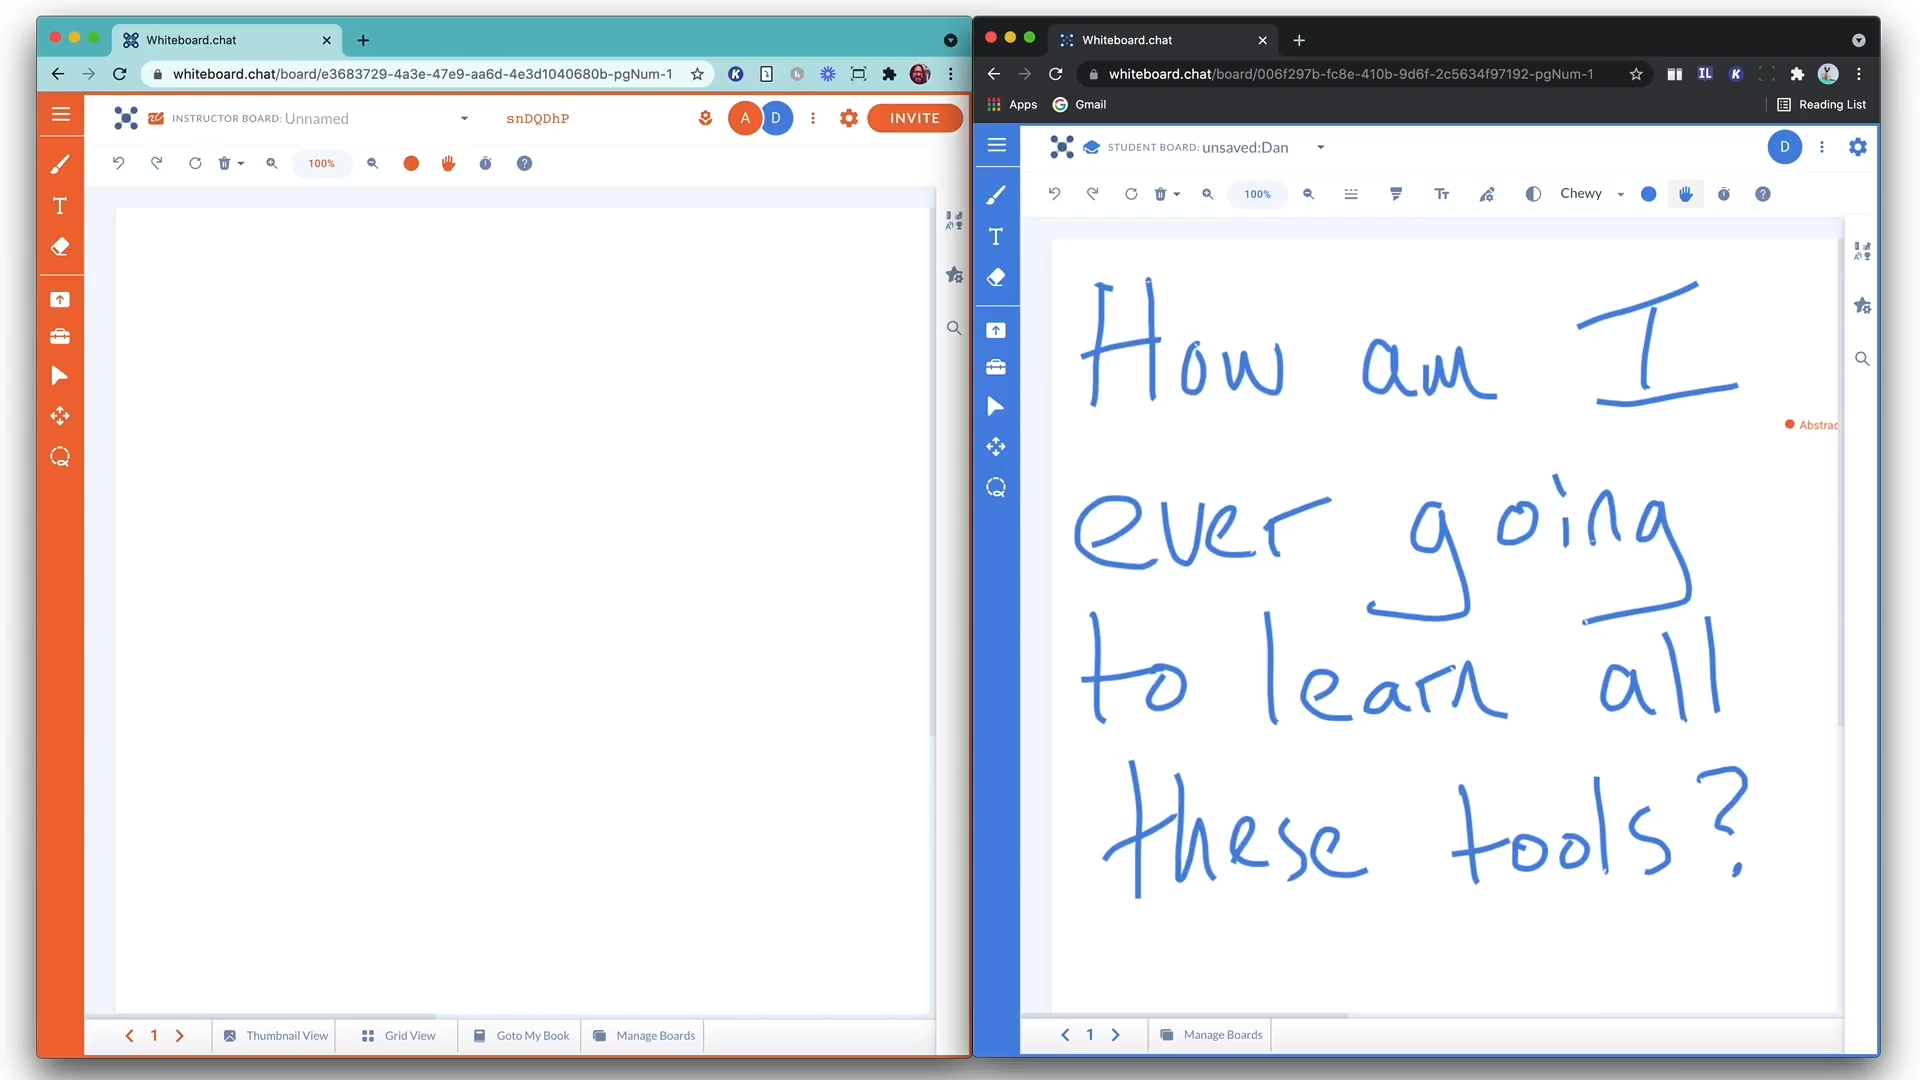 Whiteboard.chat
whiteboard.chat/board/e3683729-4a3e-47e9-aa6d-4e3d1040680b-pgNum-1
INSTRUCTOR BOARD: Unnamed
snDQDhP
A
D
INVITE
100%
1
Thumbnail View
Grid View
Goto My Book
Manage Boards
Whiteboard.chat
whiteboard.chat/board/006f297b-fc8e-410b-9d6f-2c5634f97192-pgNum-1
IL
K
Apps
Gmail
Reading List
STUDENT BOARD: unsaved:Dan
D
100%
Chewy
How am I
Abstrac
ever going
to learn all
these tools?
1
Manage Boards